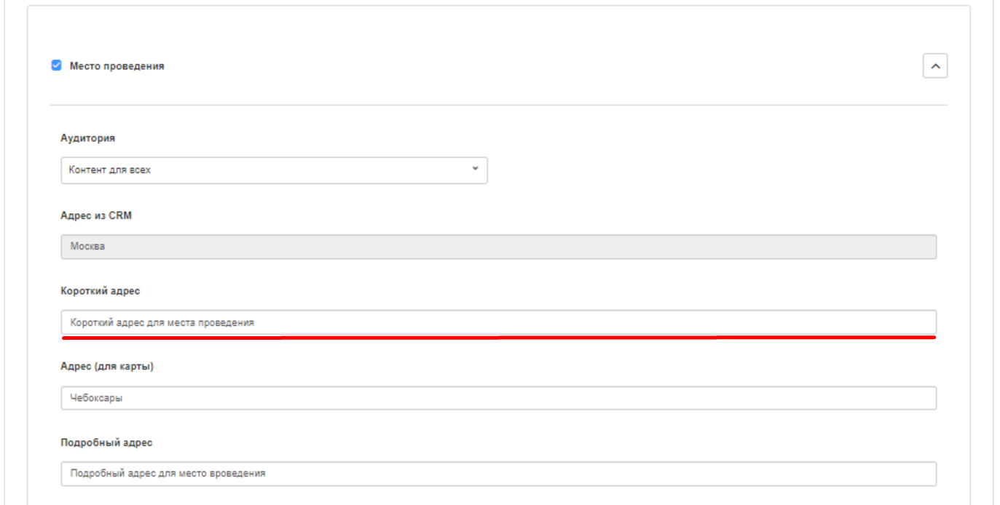 Место проведения
Аудитория
Контент для всех
Адрес из CRM
Москва
Короткий адрес
Короткий адрес для места проведения
Адрес (для карты)
Чебоксары
Подробный адрес
Подробный адрес для место вроведения